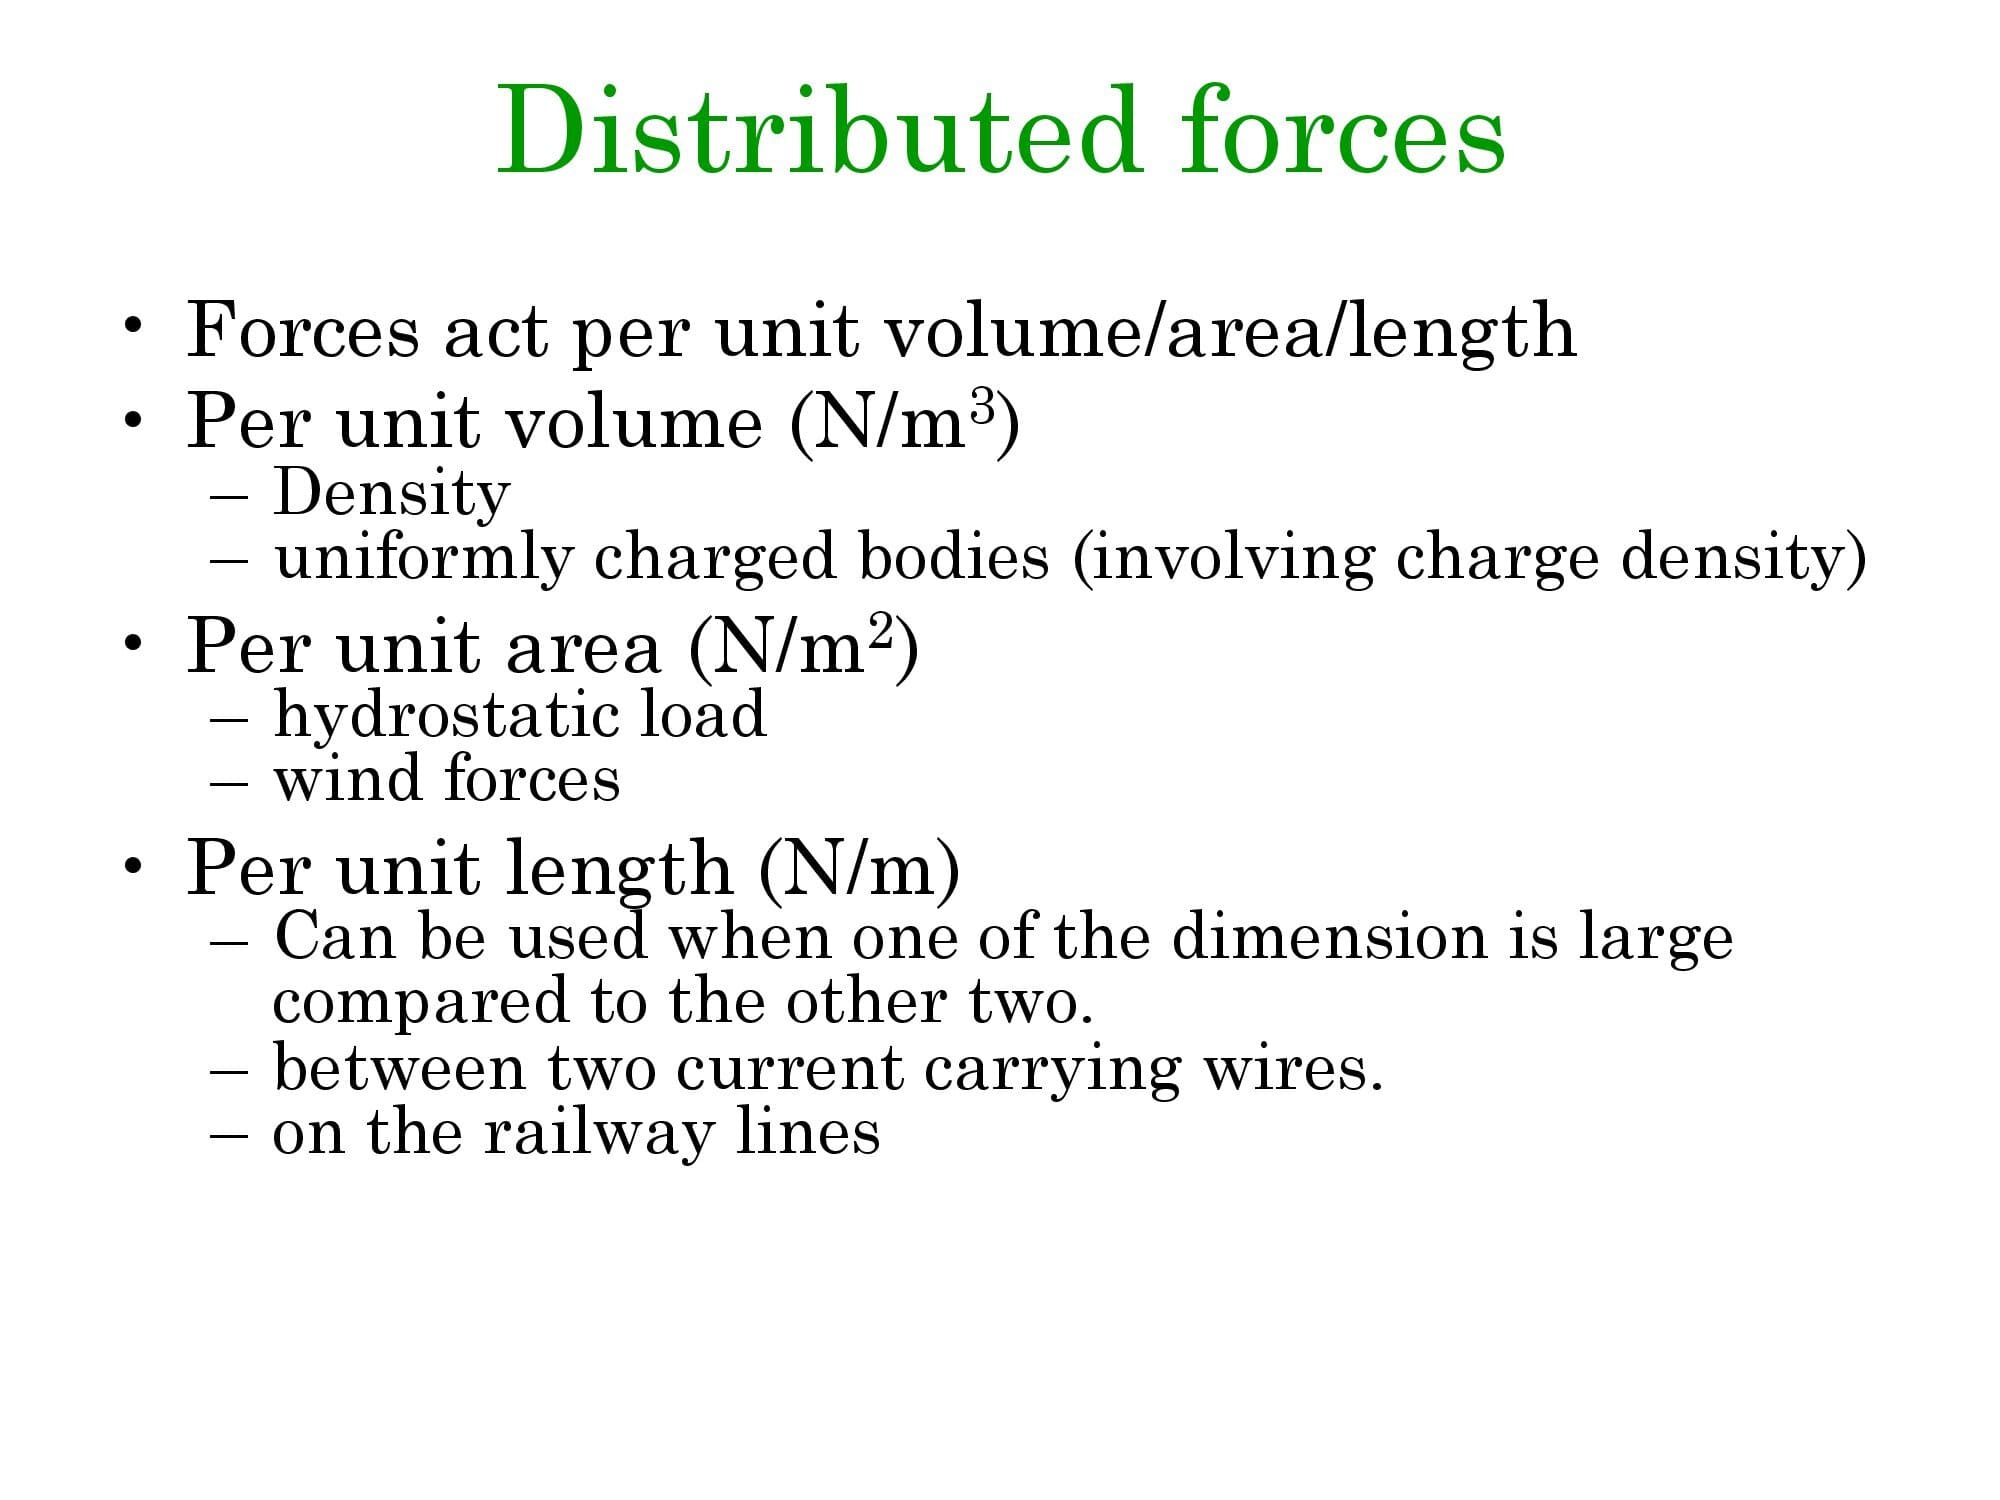 Distributed forces
• Forces act per unit volume/area/length
• Per unit volume (N/m³)
– Density
– uniformly charged bodies (involving charge density)
• Per unit area (N/m²)
– hydrostatic load
– wind forces
• Per unit length (N/m)
– Can be used when one of the dimension is large
compared to the other two.
– between two current carrying wires.
– on the railway lines